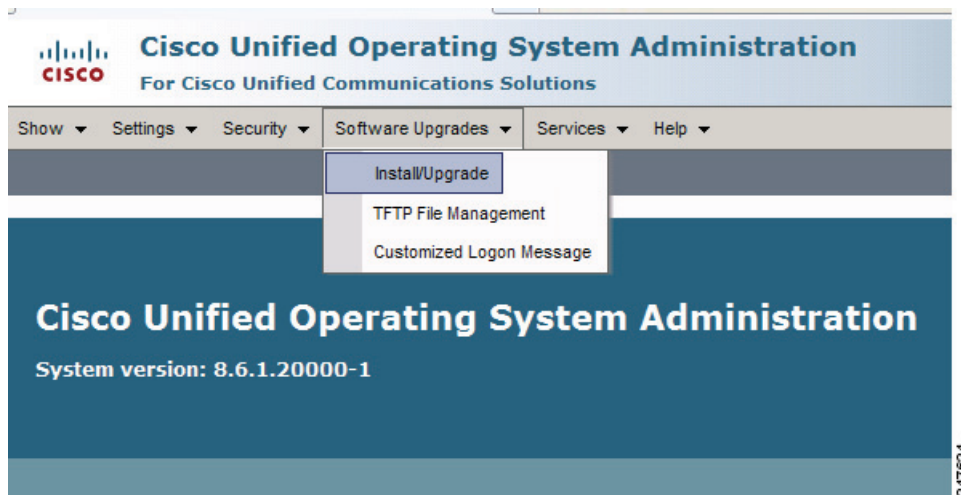 Cisco Unified Operating System Administration
CISCO
For Cisco Unified Communications Solutions
Show Settings Security Software Upgrades Services Help
Install/Upgrade
TFTP File Management
Customized Logon Message
Cisco Unified Operating System Administration
System version: 8.6.1.20000-1